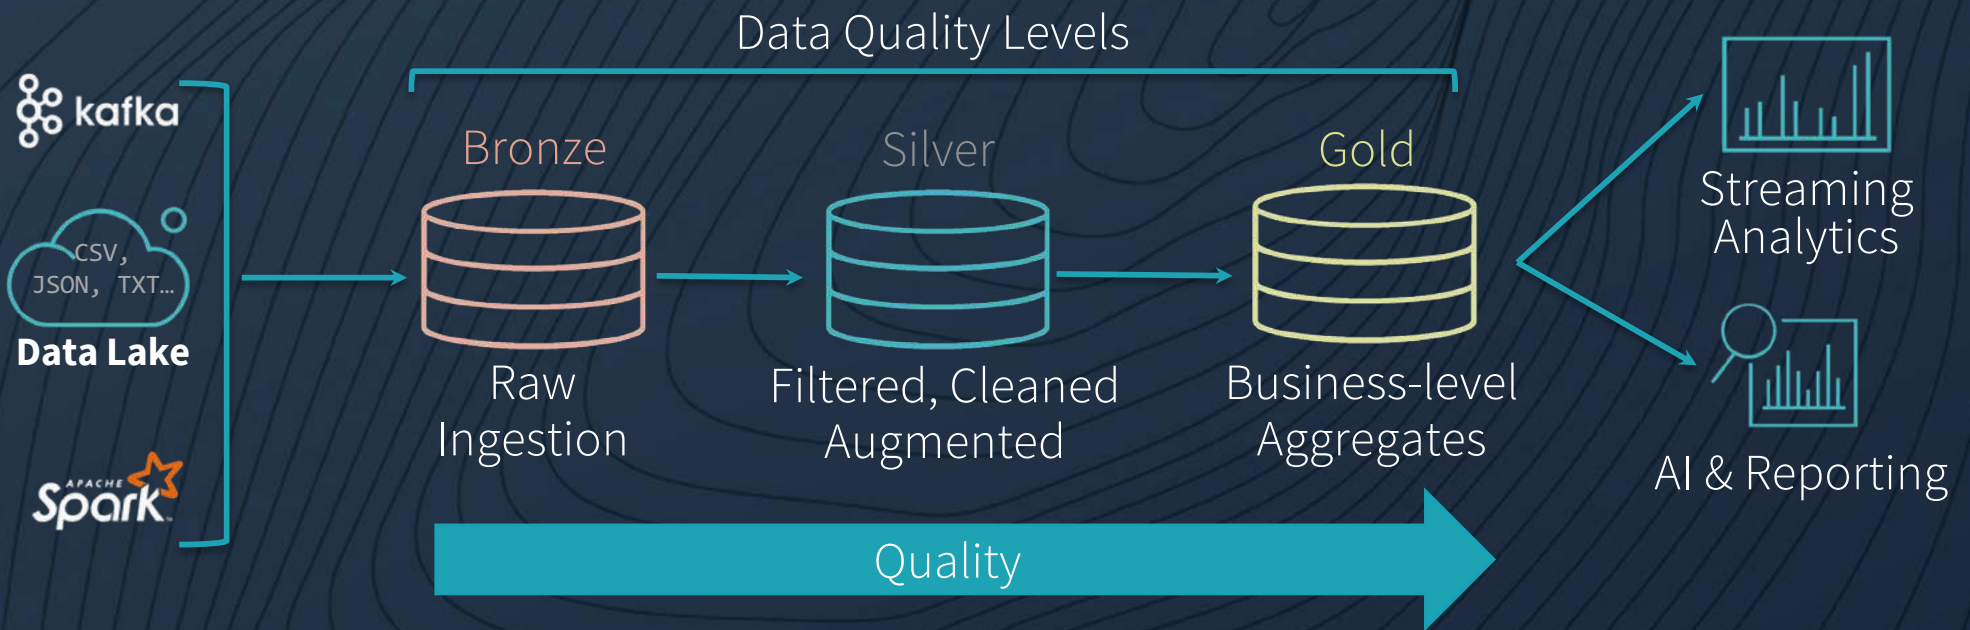 Data Quality Levels
kafka
CSV,
JSON, TXT…
Data Lake
APACHE
Spark™
Bronze
Raw
Ingestion
Silver
Filtered, Cleaned
Augmented
Gold
Business-level
Aggregates
Quality
Streaming
Analytics
AI & Reporting